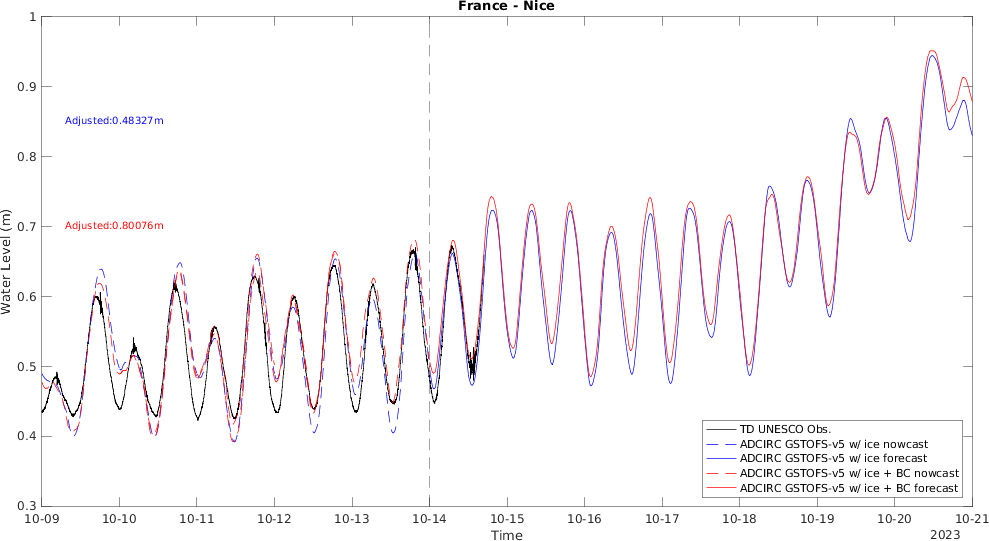 France - Nice
1
0.9
0.8
0.7
0.6
0.5
0.4
0.3
Water Level (m)
Adjusted:0.48327m
Adjusted:0.80076m
TD UNESCO Obs.
ADCIRC GSTOFS-v5 w/ ice nowcast
ADCIRC GSTOFS-v5 w/ ice forecast
ADCIRC GSTOFS-v5 w/ ice + BC nowcast
ADCIRC GSTOFS-v5 w/ ice + BC forecast
10-09 10-10 10-11 10-12 10-13 10-14 10-15 10-16 10-17 10-18 10-19 10-20 10-21
Time
2023